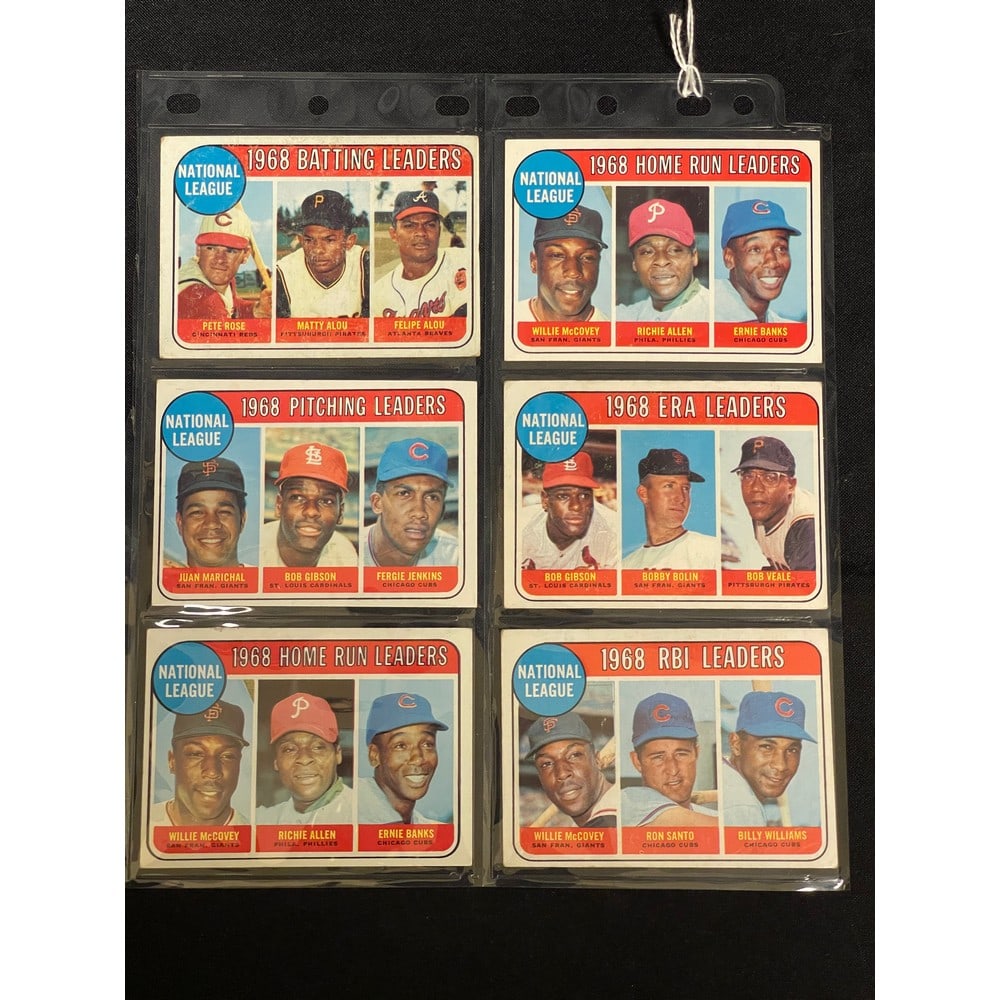 1968 BATTING LEADERS
NATIONAL
LEAGUE
PETE ROSE
CINCINNATI REDS
MATTY ALOU
PITTSBURGH PIRATES
FELIPE ALOU
ATLANTA BRAVES
1968 HOME RUN LEADERS
NATIONAL
LEAGUE
WILLIE McCOVEY
SAN FRAN. GIANTS
RICHIE ALLEN
PHILA. PHILLIES
ERNIE BANKS
CHICAGO CUBS
1968 PITCHING LEADERS
NATIONAL
LEAGUE
JUAN MARICHAL
SAN FRAN. GIANTS
BOB GIBSON
ST. LOUIS CARDINALS
FERGIE JENKINS
CHICAGO CUBS
1968 ERA LEADERS
NATIONAL
LEAGUE
BOB GIBSON
ST. LOUIS CARDINALS
BOBBY BOLIN
SAN FRAN. GIANTS
BOB VEALE
PITTSBURGH PIRATES
1968 HOME RUN LEADERS
NATIONAL
LEAGUE
WILLIE McCOVEY
SAN FRAN. GIANTS
RICHIE ALLEN
PHILA. PHILLIES
ERNIE BANKS
CHICAGO CUBS
1968 RBI LEADERS
NATIONAL
LEAGUE
WILLIE McCOVEY
SAN FRAN. GIANTS
RON SANTO
CHICAGO CUBS
BILLY WILLIAMS
CHICAGO CUBS